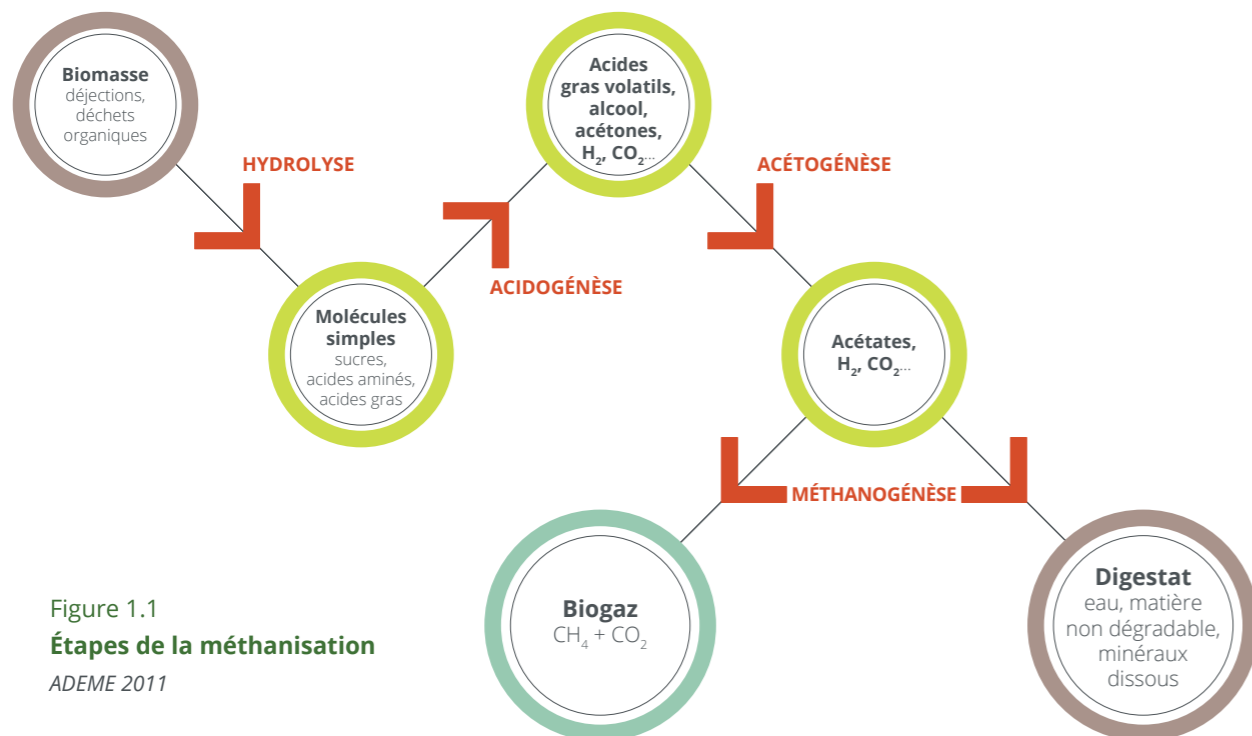 Biomasse
déjections,
déchets
organiques
HYDROLYSE
Molécules
simples
sucres,
acides aminés,
acides gras
ACIDOGÉNÈSE
Acides
gras volatils,
alcool,
acétones,
H₂, CO₂...
ACÉTOGÉNÈSE
Acétates,
H₂, CO₂...
MÉTHANOGÉNÈSE
Biogaz
CH₄ + CO₂
Digestat
eau, matière
non dégradable,
minéraux
dissous
Figure 1.1
Étapes de la méthanisation
ADEME 2011